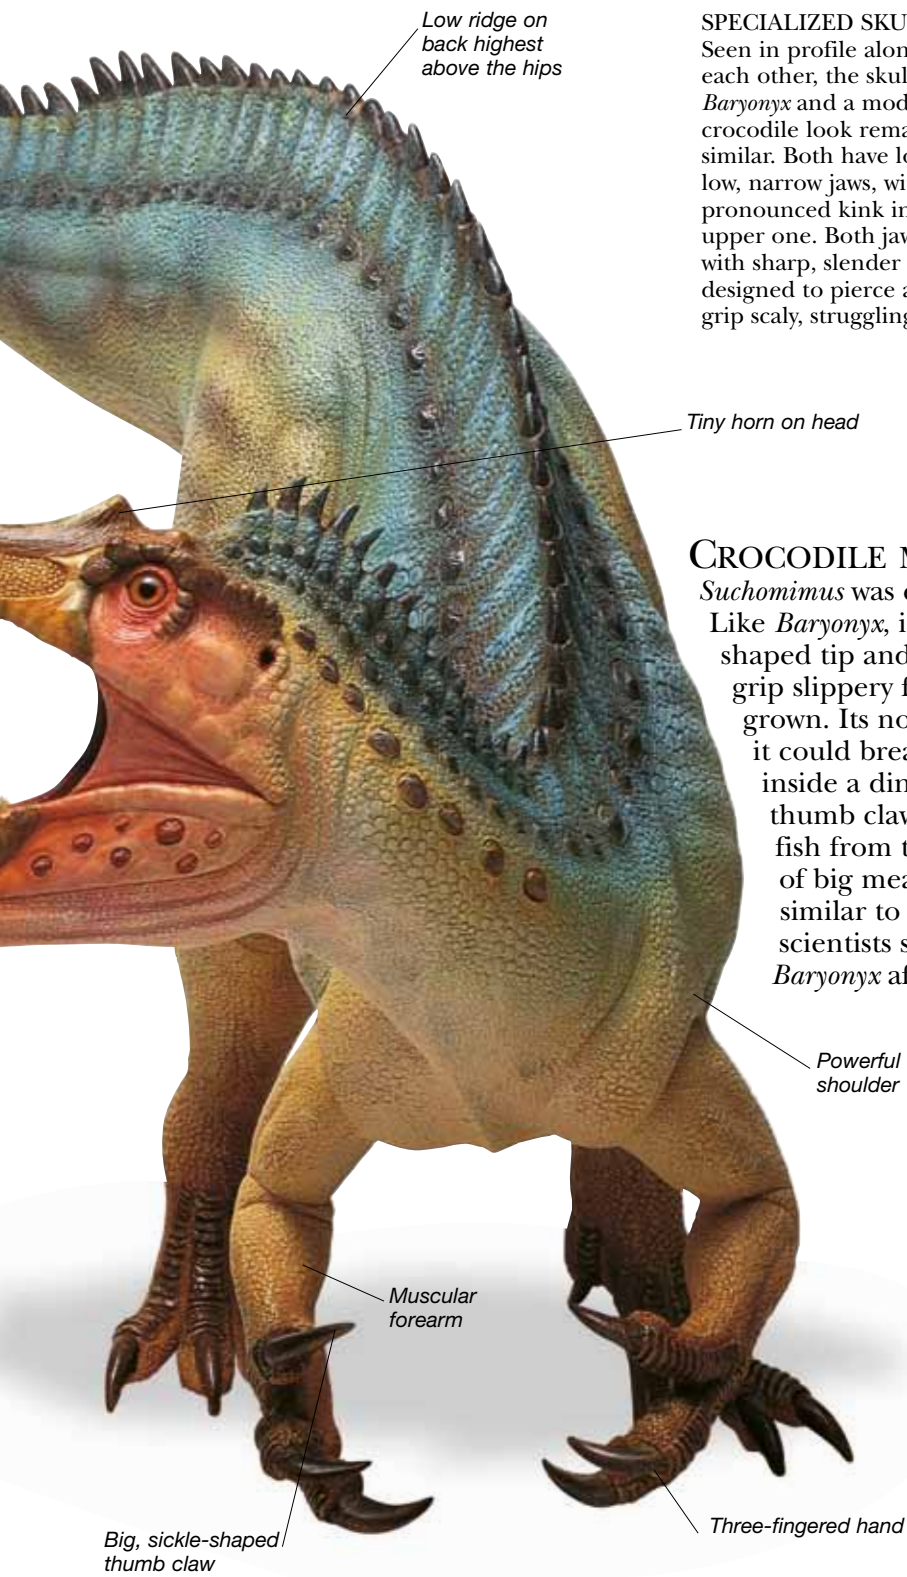 Low ridge on
back highest
above the hips
SPECIALIZED SKU
Seen in profile alon
each other, the skul
Baryonyx and a mod
crocodile look rema
similar. Both have lo
low, narrow jaws, wi
pronounced kink in
upper one. Both jaw
with sharp, slender
designed to pierce a
grip scaly, struggling
Tiny horn on head
CROCODILE M
Suchomimus was o
Like Baryonyx, i
shaped tip and
grip slippery f
grown. Its no
it could brea
inside a din
thumb claw
fish from t
of big mea
similar to
scientists s
Baryonyx af
Powerful
shoulder
Muscular
forearm
Big, sickle-shaped
thumb claw
Three-fingered hand